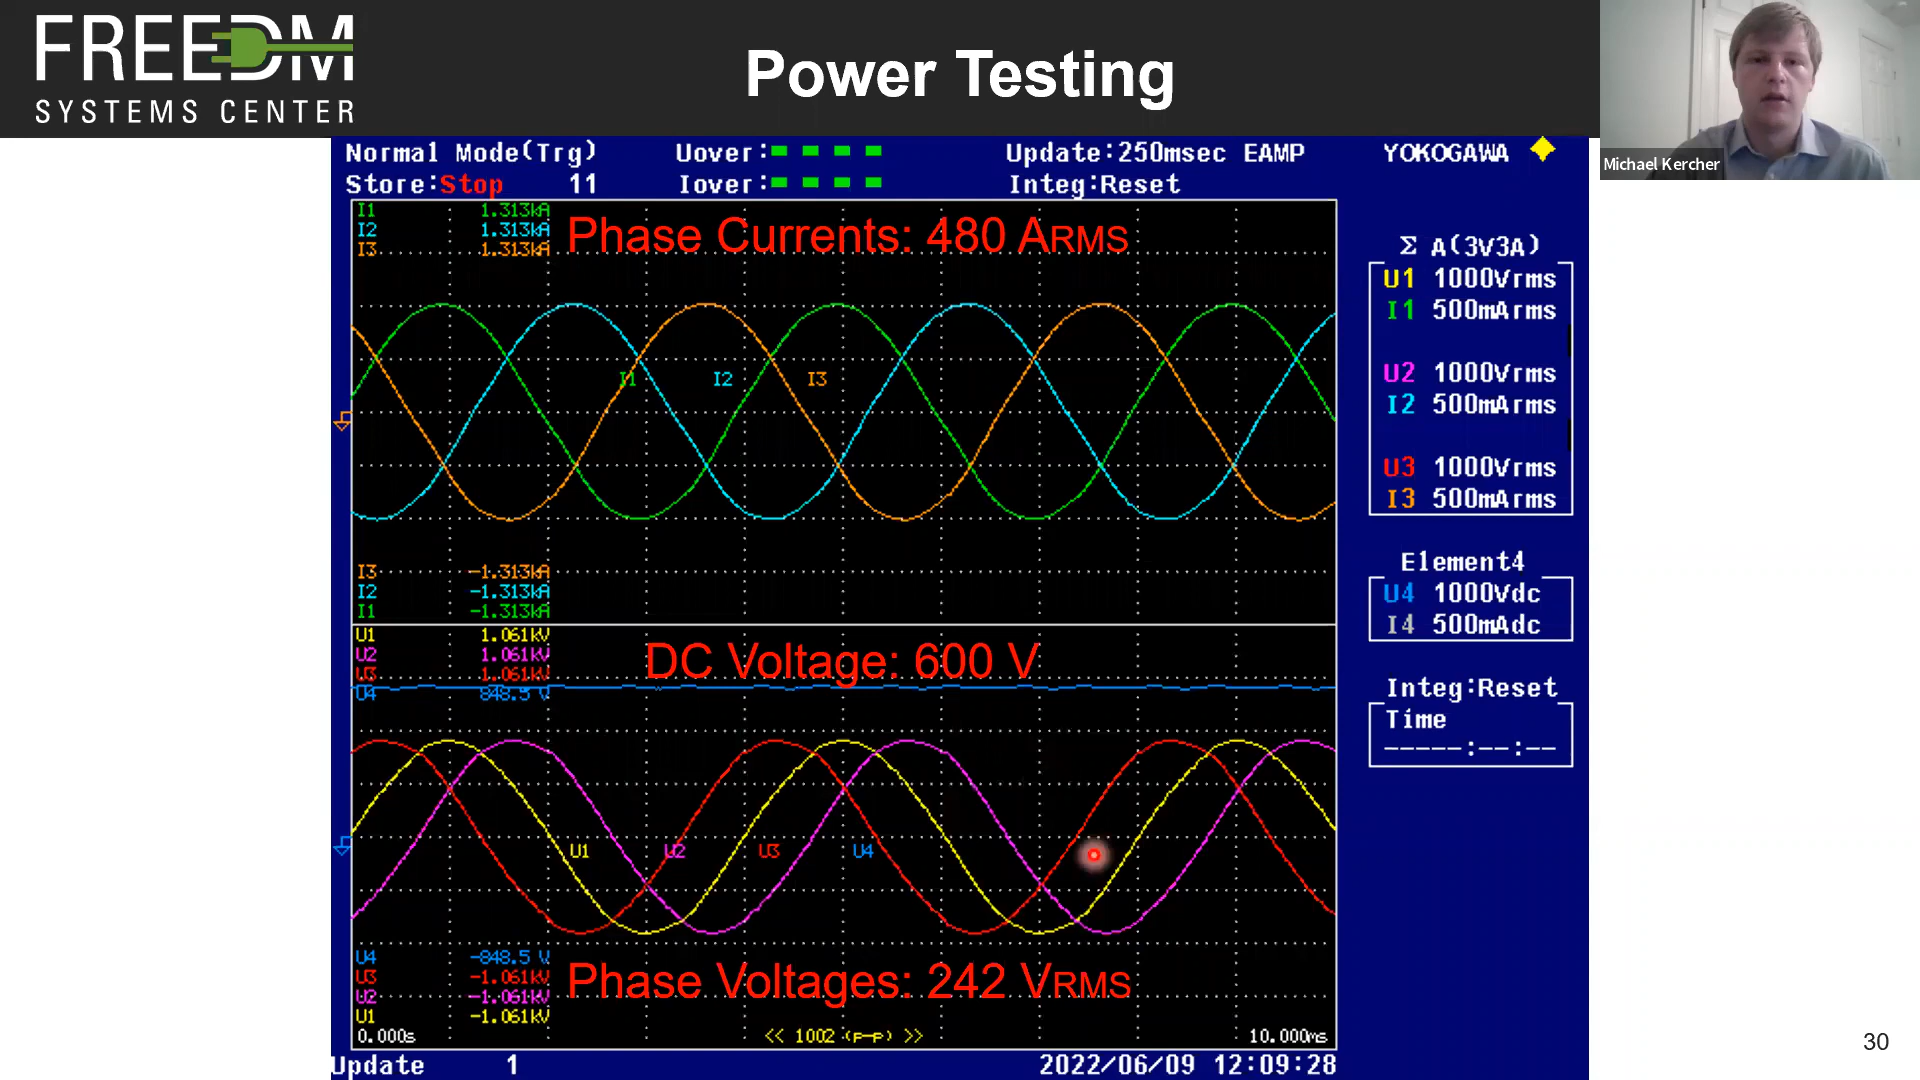 FREEDM
SYSTEMS CENTER
Power Testing
Michael Kercher
Normal Mode(Trg)
Uover:
Update:250msec EAMP
YOKOGAWA
Store:Stop 11
Iover:
Integ:Reset
I1 1.313kA
I2 1.313kA
I3 1.313kA
Phase Currents: 480 ARMS
I1
I2
I3
I3 -1.313kA
I2 -1.313kA
I1 -1.313kA
U1 1.061kV
U2 1.061kV
U3 1.061kV
U4 848.5 V
DC Voltage: 600 V
U1
U2
U3
U4
U4 -848.5 V
U3 -1.061kV
U2 -1.061kV
U1 -1.061kV
Phase Voltages: 242 VRMS
0.000s
<< 1002 (p-p) >>
10.000ms
Update 1
2022/06/09 12:09:28
Σ A(3V3A)
U1 1000Vrms
I1 500mArms
U2 1000Vrms
I2 500mArms
U3 1000Vrms
I3 500mArms
Element4
U4 1000Vdc
I4 500mAdc
Integ:Reset
Time
-----:--:--
30